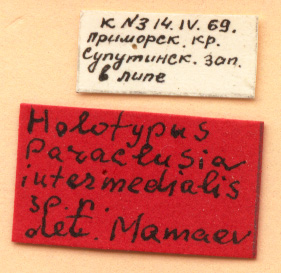 к N3 14.IV.69.
Приморск. кр.
Супутинск. зап.
в липе
Holotypus
Paraclusia
intermedialis
sp. n.
det. Mamaev